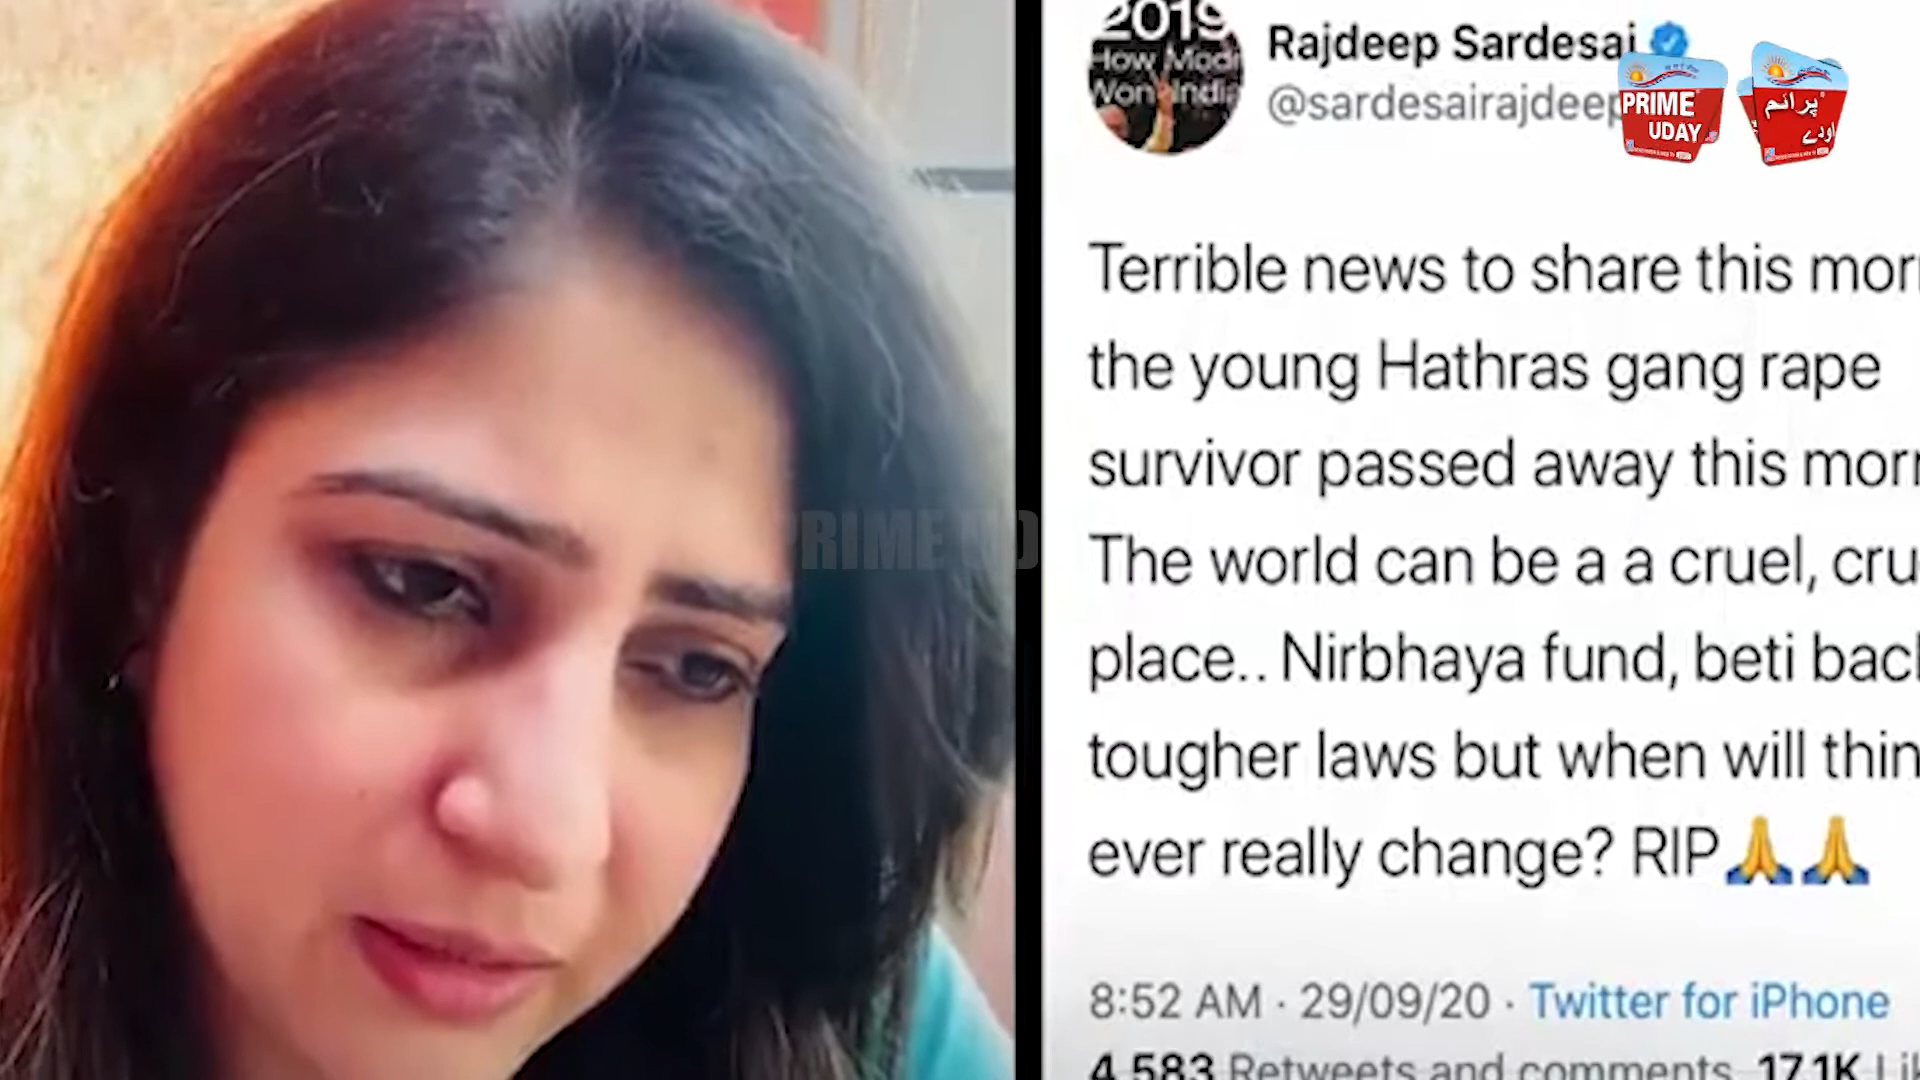 2019
How Modi
Won India
Rajdeep Sardesai
@sardesairajdeep
PRIME
UDAY
پرائم
اودے
Terrible news to share this mor
the young Hathras gang rape
survivor passed away this mor
The world can be a a cruel, cru
place.. Nirbhaya fund, beti bac
tougher laws but when will thin
ever really change? RIP🙏🙏
PRIME UD
8:52 AM · 29/09/20 · Twitter for iPhone
4,583 Retweets and comments 17.1K Lik